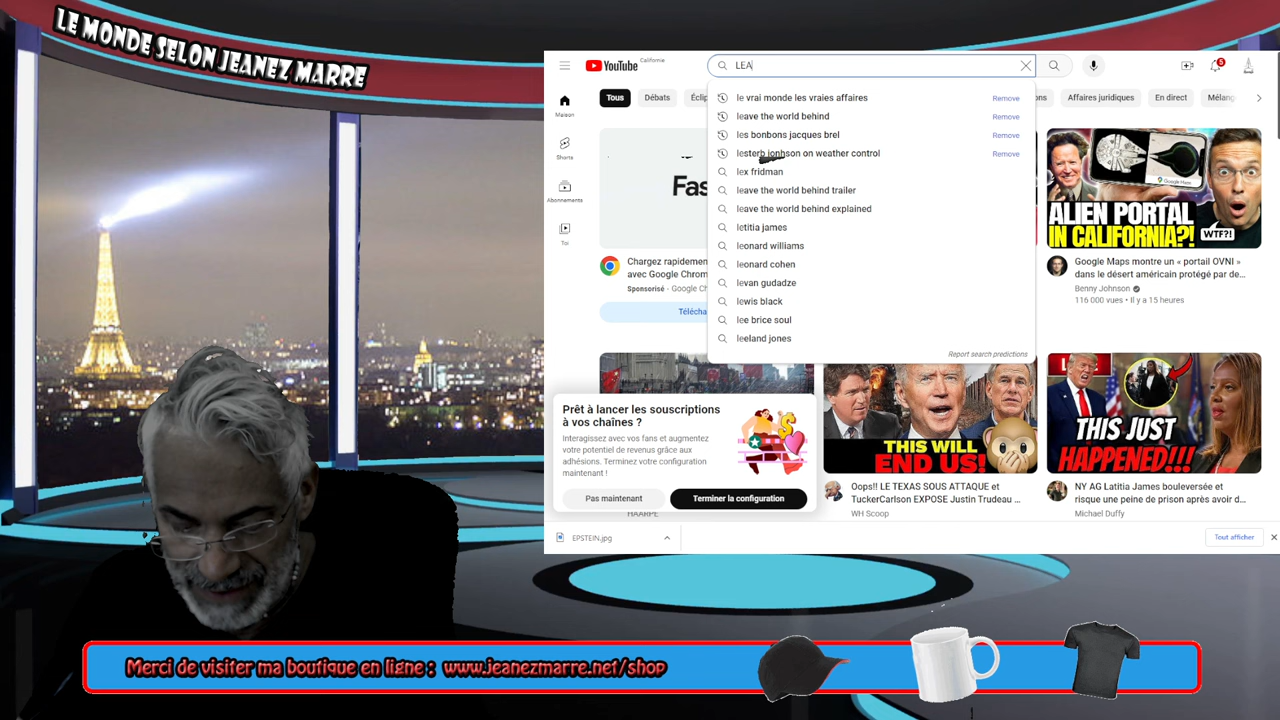 LE MONDE SELON JEANEZ MARRE
YouTube
Californie
LEA
5
Maison
Shorts
Abonnements
Toi
Tous
Débats
Affaires juridiques
En direct
le vrai monde les vraies affaires Remove
leave the world behind Remove
les bonbons jacques brel Remove
lesterb jonhson on weather control Remove
lex fridman
leave the world behind trailer
leave the world behind explained
letitia james
leonard williams
leonard cohen
levan gudadze
lewis black
lee brice soul
leeland jones
Report search predictions
Fas
Chargez rapidement
avec Google Chrom
Sponsorisé - Google C
Télécha
Google Maps
ALIEN PORTAL
IN CALIFORNIA?!
WTF?!
Google Maps montre un « portail OVNI »
dans le désert américain protégé par de...
Benny Johnson
116 000 vues • Il y a 15 heures
Prêt à lancer les souscriptions
à vos chaînes ?
Interagissez avec vos fans et augmentez
votre potentiel de revenus grâce aux
adhésions. Terminez votre configuration
maintenant !
Pas maintenant
Terminer la configuration
HAARPE
THIS WILL
END US!
Oops!! LE TEXAS SOUS ATTAQUE et
TuckerCarlson EXPOSE Justin Trudeau ...
WH Scoop
THIS JUST
HAPPENED!!!
NY AG Latitia James bouleversée et
risque une peine de prison après avoir d...
Michael Duffy
EPSTEIN.jpg
Tout afficher
Merci de visiter ma boutique en ligne : www.jeanezmarre.net/shop